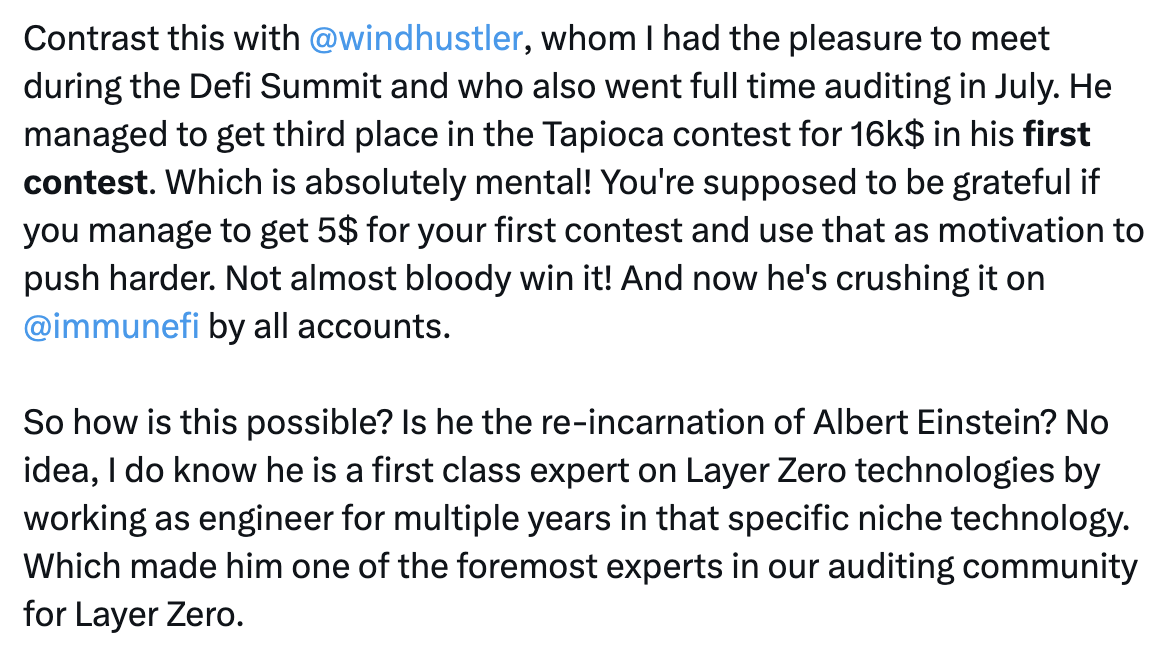 Contrast this with @windhustler, whom I had the pleasure to meet
during the Defi Summit and who also went full time auditing in July. He
managed to get third place in the Tapioca contest for 16k$ in his first
contest. Which is absolutely mental! You're supposed to be grateful if
you manage to get 5$ for your first contest and use that as motivation to
push harder. Not almost bloody win it! And now he's crushing it on
@immunefi by all accounts.

So how is this possible? Is he the re-incarnation of Albert Einstein? No
idea, I do know he is a first class expert on Layer Zero technologies by
working as engineer for multiple years in that specific niche technology.
Which made him one of the foremost experts in our auditing community
for Layer Zero.